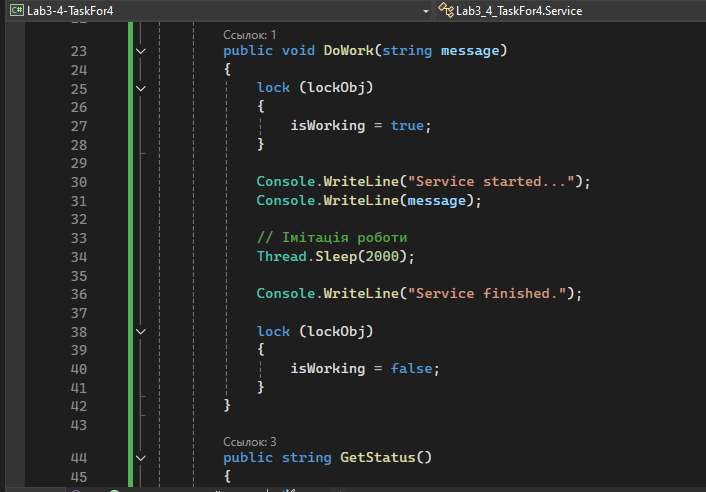 C# Lab3-4-TaskFor4
Lab3_4_TaskFor4.Service
Ссылок: 1
23 public void DoWork(string message)
24 {
25 lock (lockObj)
26 {
27 isWorking = true;
28 }
29
30 Console.WriteLine("Service started...");
31 Console.WriteLine(message);
32
33 // Імітація роботи
34 Thread.Sleep(2000);
35
36 Console.WriteLine("Service finished.");
37
38 lock (lockObj)
39 {
40 isWorking = false;
41 }
42 }
43
Ссылок: 3
44 public string GetStatus()
45 {